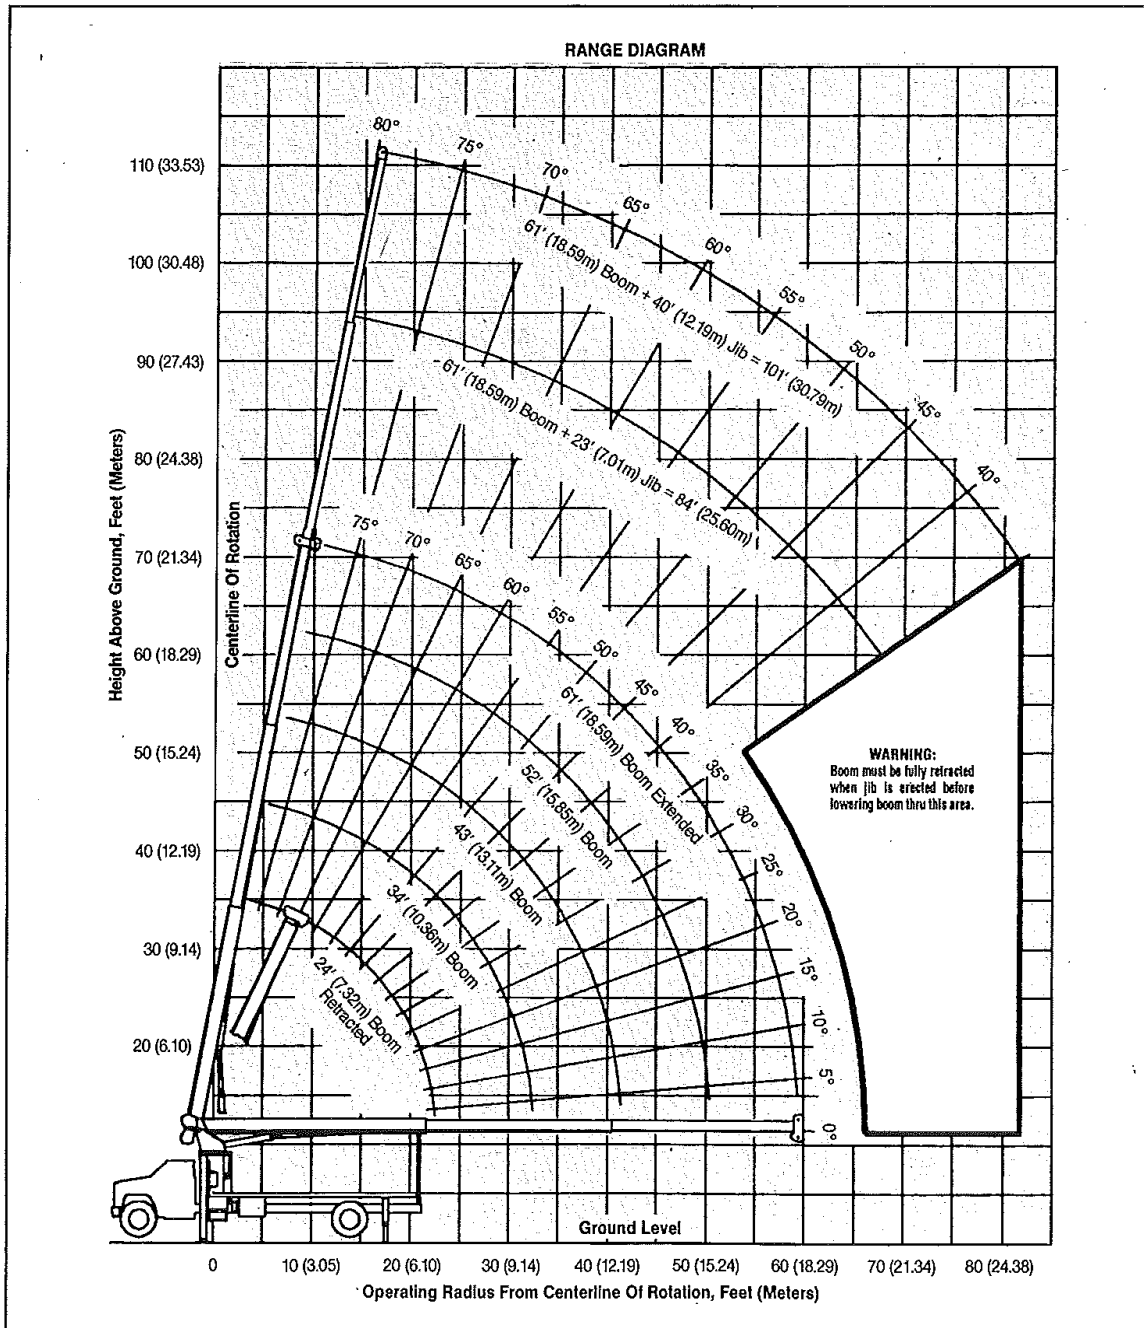 RANGE DIAGRAM
80°
75°
70°
65°
60°
55°
50°
45°
40°
61' (18.59m) Boom + 40' (12.19m) Jib = 101' (30.79m)
61' (18.59m) Boom + 23' (7.01m) Jib = 84' (25.60m)
75°
70°
65°
60°
55°
50°
45°
40°
35°
30°
25°
20°
15°
10°
5°
0°
61' (18.59m) Boom Extended
52' (15.85m) Boom
43' (13.11m) Boom
34' (10.36m) Boom
24' (7.32m) Boom
Retracted
WARNING:
Boom must be fully retracted
when jib is erected before
lowering boom thru this area.
Height Above Ground, Feet (Meters)
Centerline Of Rotation
110 (33.53)
100 (30.48)
90 (27.43)
80 (24.38)
70 (21.34)
60 (18.29)
50 (15.24)
40 (12.19)
30 (9.14)
20 (6.10)
Ground Level
0 10 (3.05) 20 (6.10) 30 (9.14) 40 (12.19) 50 (15.24) 60 (18.29) 70 (21.34) 80 (24.38)
Operating Radius From Centerline Of Rotation, Feet (Meters)